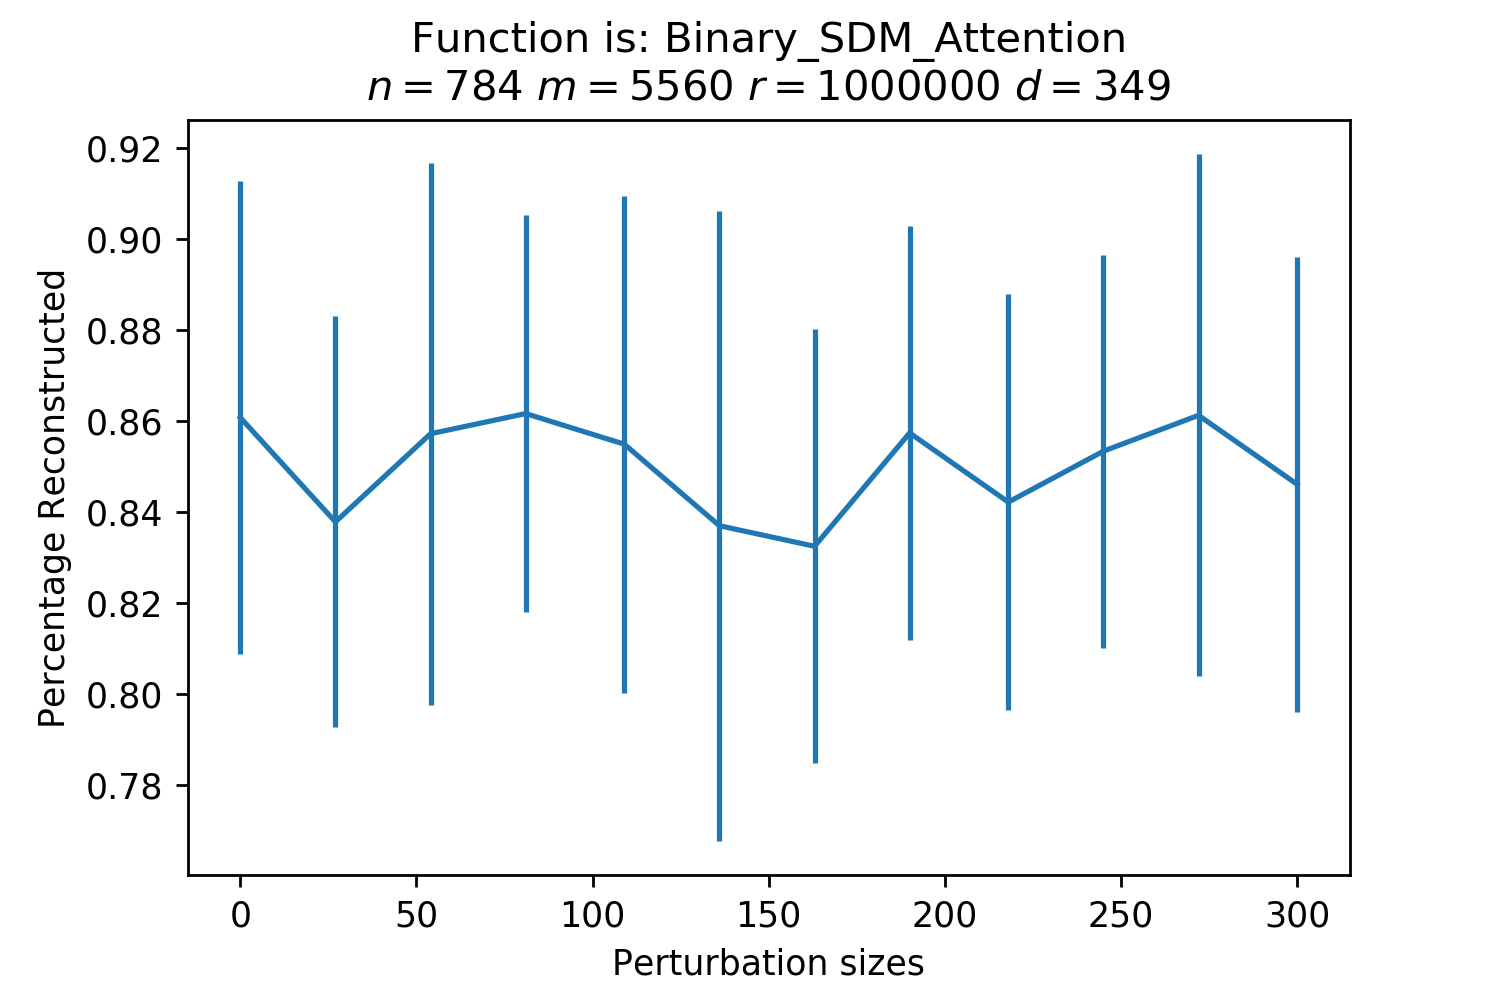 Function is: Binary_SDM_Attention
n = 784 m = 5560 r = 1000000 d = 349
Percentage Reconstructed
0.92
0.90
0.88
0.86
0.84
0.82
0.80
0.78
0 50 100 150 200 250 300
Perturbation sizes